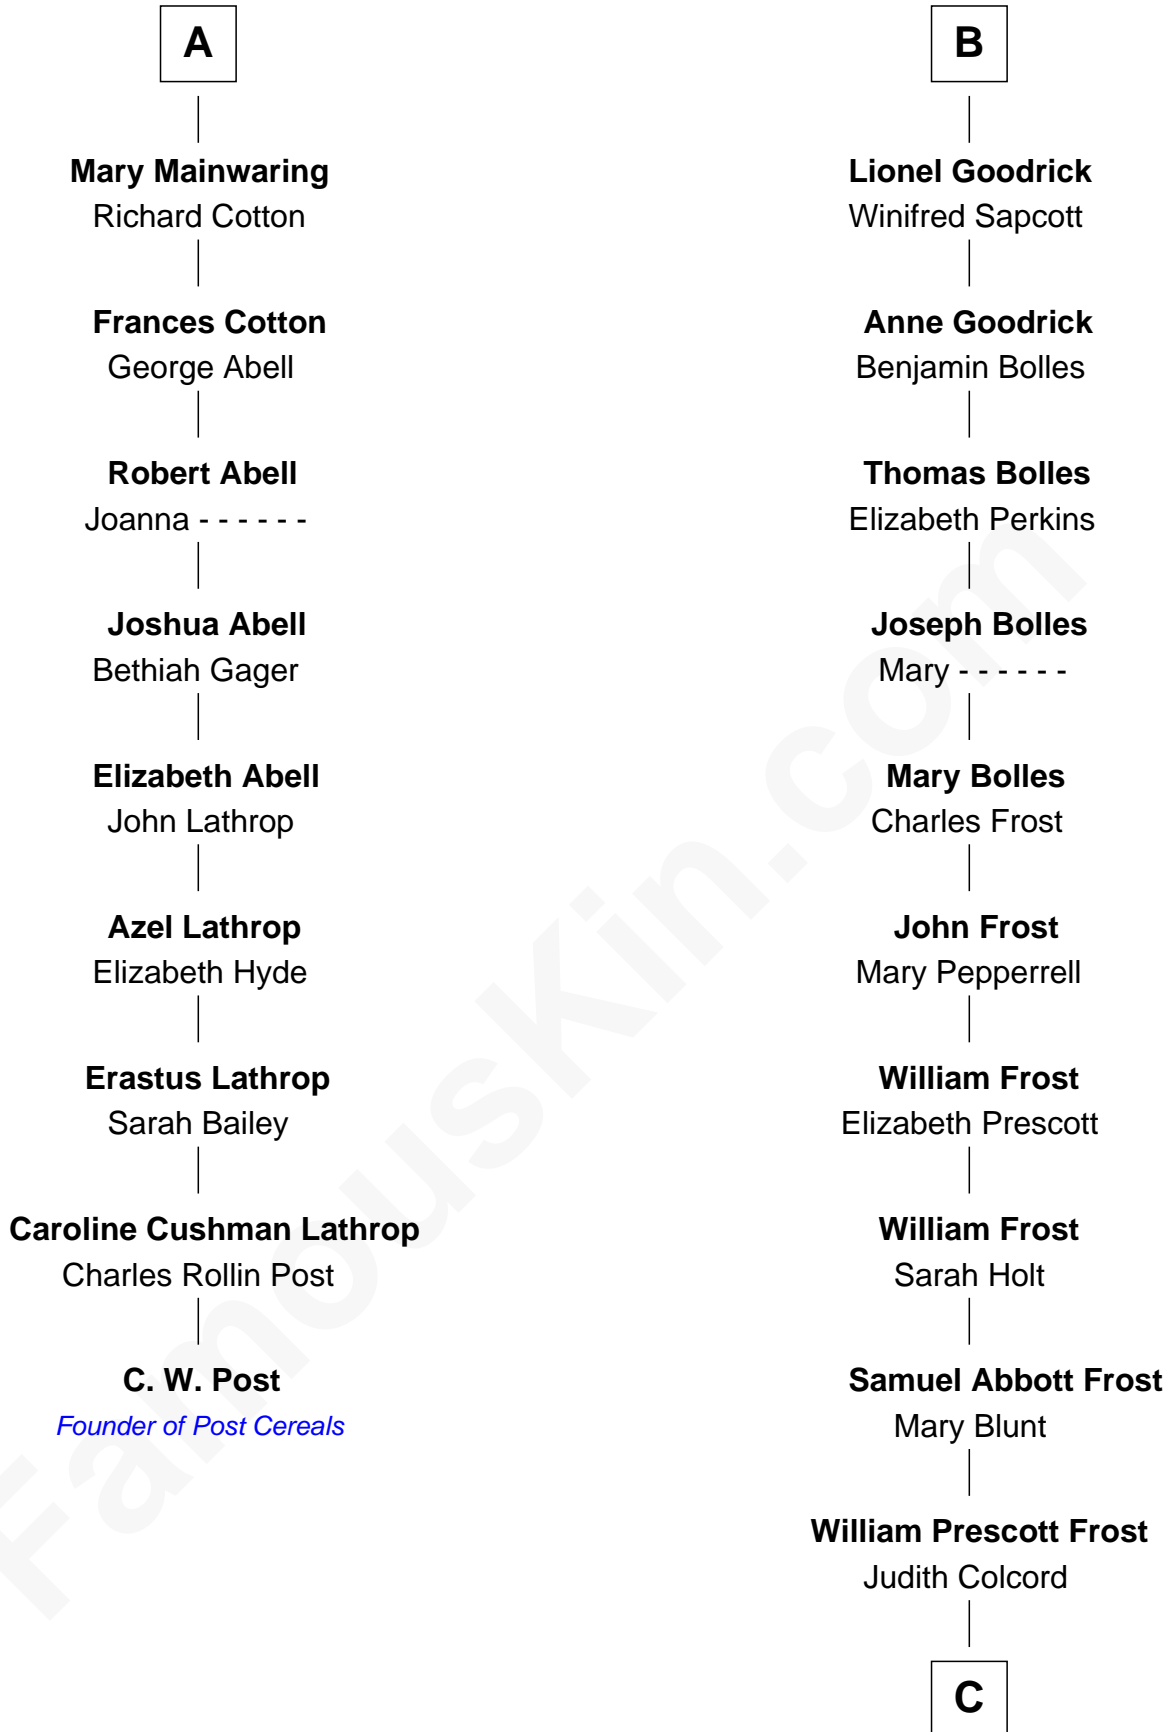 A
Mary Mainwaring
Richard Cotton
Frances Cotton
George Abell
Robert Abell
Joanna - - - - - -
Joshua Abell
Bethiah Gager
Elizabeth Abell
John Lathrop
Azel Lathrop
Elizabeth Hyde
Erastus Lathrop
Sarah Bailey
Caroline Cushman Lathrop
Charles Rollin Post
C. W. Post
Founder of Post Cereals
B
Lionel Goodrick
Winifred Sapcott
Anne Goodrick
Benjamin Bolles
Thomas Bolles
Elizabeth Perkins
Joseph Bolles
Mary - - - - - -
Mary Bolles
Charles Frost
John Frost
Mary Pepperrell
William Frost
Elizabeth Prescott
William Frost
Sarah Holt
Samuel Abbott Frost
Mary Blunt
William Prescott Frost
Judith Colcord
C
FamousKin.com